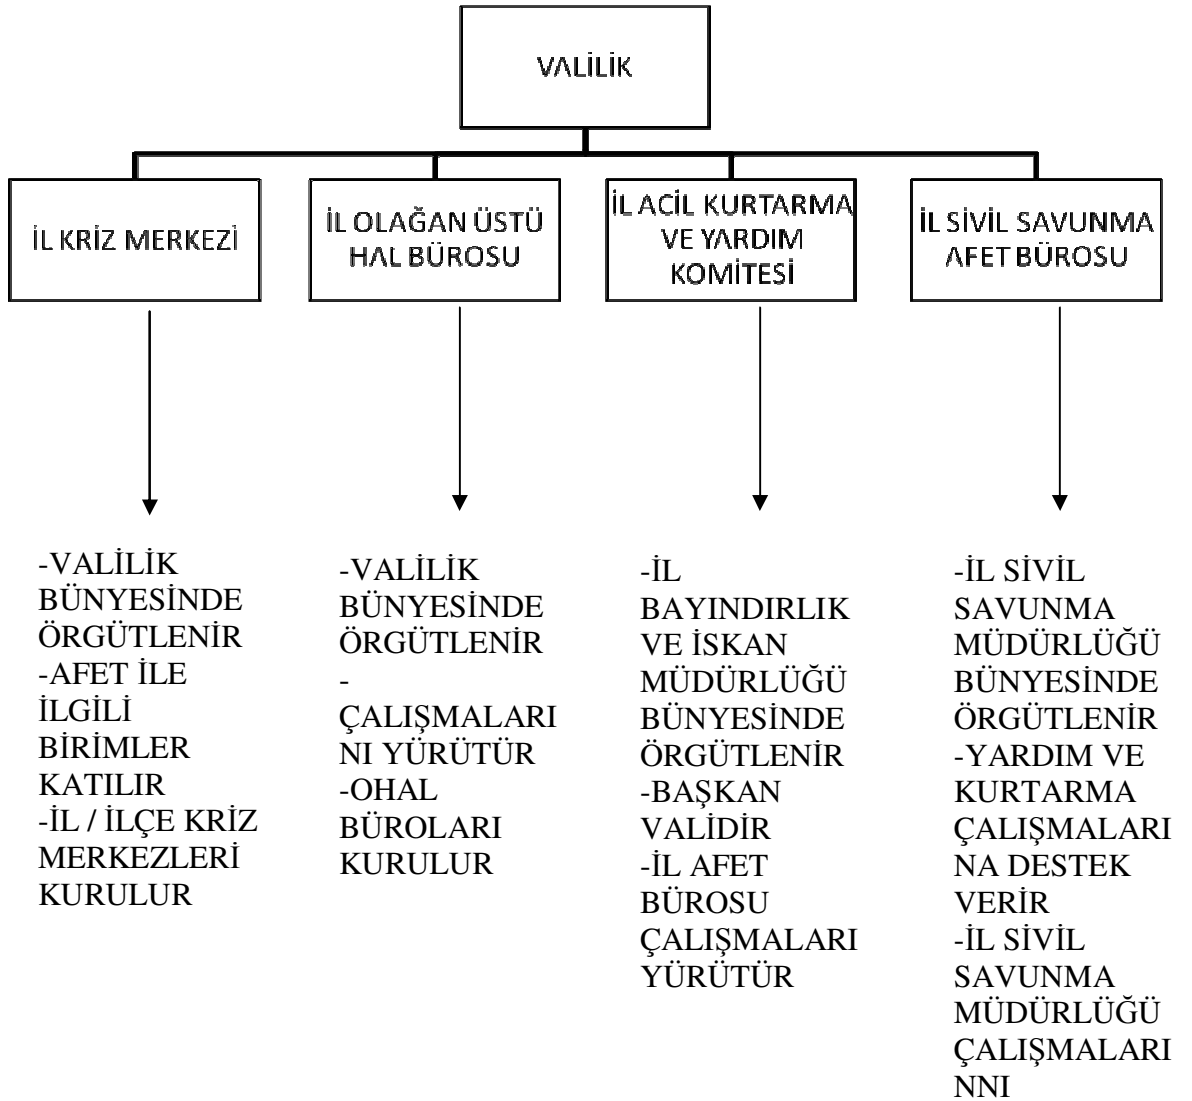 VALİLİK
İL KRİZ MERKEZİ
İL OLAĞAN ÜSTÜ
HAL BÜROSU
İL ACİL KURTARMA
VE YARDIM
KOMİTESİ
İL SİVİL SAVUNMA
AFET BÜROSU
-VALİLİK
BÜNYESİNDE
ÖRGÜTLENİR
-AFET İLE
İLGİLİ
BİRİMLER
KATILIR
-İL / İLÇE KRİZ
MERKEZLERİ
KURULUR
-VALİLİK
BÜNYESİNDE
ÖRGÜTLENİR
-
ÇALIŞMALARI
NI YÜRÜTÜR
-OHAL
BÜROLARI
KURULUR
-İL
BAYINDIRLIK
VE İSKAN
MÜDÜRLÜĞÜ
BÜNYESİNDE
ÖRGÜTLENİR
-BAŞKAN
VALİDİR
-İL AFET
BÜROSU
ÇALIŞMALARI
YÜRÜTÜR
-İL SİVİL
SAVUNMA
MÜDÜRLÜĞÜ
BÜNYESİNDE
ÖRGÜTLENİR
-YARDIM VE
KURTARMA
ÇALIŞMALARI
NA DESTEK
VERİR
-İL SİVİL
SAVUNMA
MÜDÜRLÜĞÜ
ÇALIŞMALARI
NNI